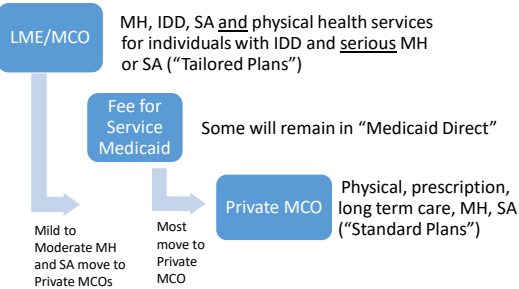 LME/MCO
MH, IDD, SA and physical health services
for individuals with IDD and serious MH
or SA (“Tailored Plans”)
Fee for
Service
Medicaid
Some will remain in “Medicaid Direct”
Private MCO
Physical, prescription,
long term care, MH, SA
(“Standard Plans”)
Mild to
Moderate MH
and SA move to
Private MCOs
Most
move to
Private
MCO